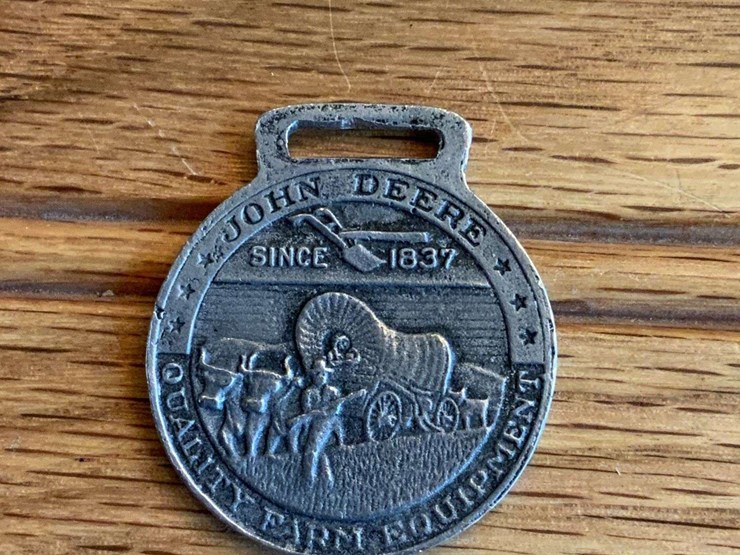 JOHN DEERE
SINCE 1837
QUALITY FARM EQUIPMENT